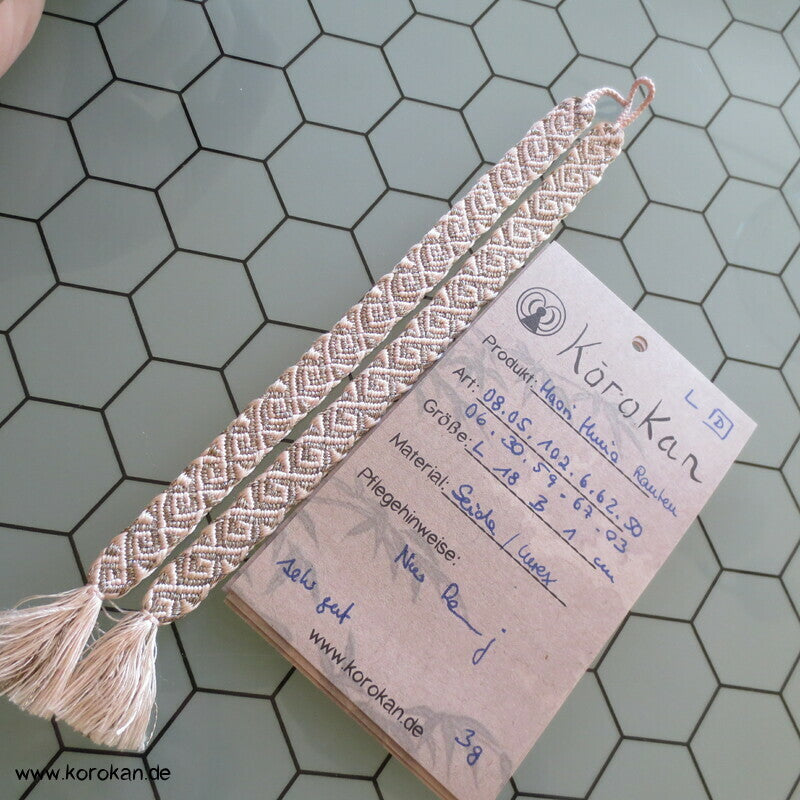 Kōrokan
L D
Produkt: Haori Himo Rauten
Art: 08.05.102.6.62.50
06.30.59-67.03
Größe: L 18 B 1 cm
Material: Seide / Lurex
Pflegehinweise:
sehr gut
www.korokan.de
3g
www.korokan.de